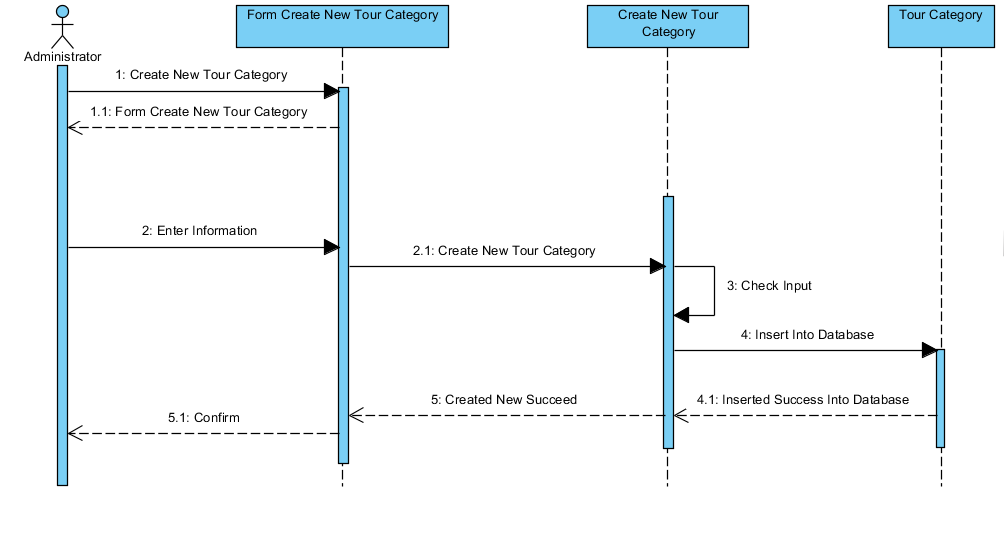 Form Create New Tour Category
Create New Tour
Category
Tour Category
Administrator
1: Create New Tour Category
1.1: Form Create New Tour Category
2: Enter Information
2.1: Create New Tour Category
3: Check Input
4: Insert Into Database
4.1: Inserted Success Into Database
5: Created New Succeed
5.1: Confirm